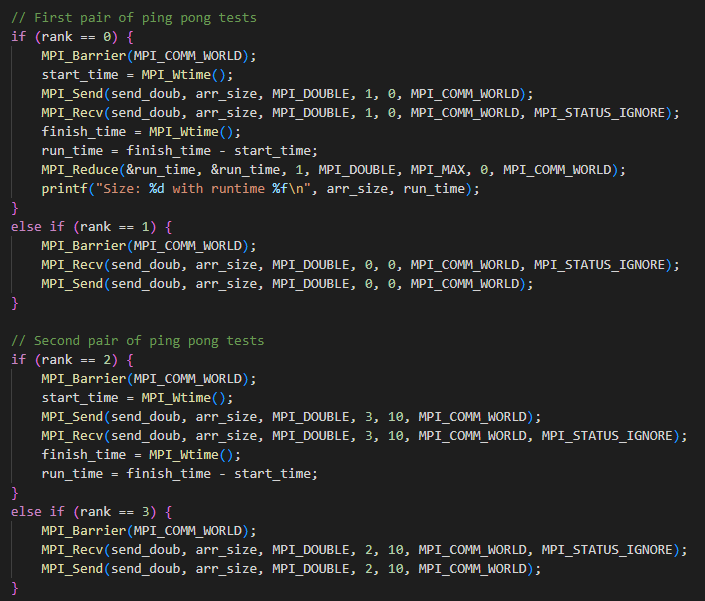 // First pair of ping pong tests
if (rank == 0) {
    MPI_Barrier(MPI_COMM_WORLD);
    start_time = MPI_Wtime();
    MPI_Send(send_doub, arr_size, MPI_DOUBLE, 1, 0, MPI_COMM_WORLD);
    MPI_Recv(send_doub, arr_size, MPI_DOUBLE, 1, 0, MPI_COMM_WORLD, MPI_STATUS_IGNORE);
    finish_time = MPI_Wtime();
    run_time = finish_time - start_time;
    MPI_Reduce(&run_time, &run_time, 1, MPI_DOUBLE, MPI_MAX, 0, MPI_COMM_WORLD);
    printf("Size: %d with runtime %f\n", arr_size, run_time);
}
else if (rank == 1) {
    MPI_Barrier(MPI_COMM_WORLD);
    MPI_Recv(send_doub, arr_size, MPI_DOUBLE, 0, 0, MPI_COMM_WORLD, MPI_STATUS_IGNORE);
    MPI_Send(send_doub, arr_size, MPI_DOUBLE, 0, 0, MPI_COMM_WORLD);
}

// Second pair of ping pong tests
if (rank == 2) {
    MPI_Barrier(MPI_COMM_WORLD);
    start_time = MPI_Wtime();
    MPI_Send(send_doub, arr_size, MPI_DOUBLE, 3, 10, MPI_COMM_WORLD);
    MPI_Recv(send_doub, arr_size, MPI_DOUBLE, 3, 10, MPI_COMM_WORLD, MPI_STATUS_IGNORE);
    finish_time = MPI_Wtime();
    run_time = finish_time - start_time;
}
else if (rank == 3) {
    MPI_Barrier(MPI_COMM_WORLD);
    MPI_Recv(send_doub, arr_size, MPI_DOUBLE, 2, 10, MPI_COMM_WORLD, MPI_STATUS_IGNORE);
    MPI_Send(send_doub, arr_size, MPI_DOUBLE, 2, 10, MPI_COMM_WORLD);
}